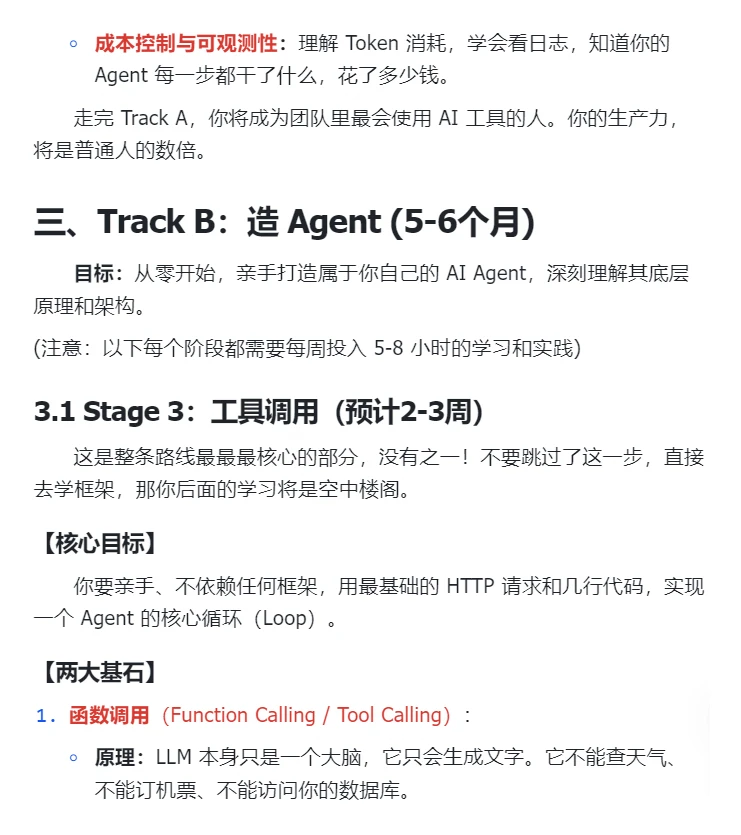 成本控制与可观测性：理解 Token 消耗，学会看日志，知道你的
Agent 每一步都干了什么，花了多少钱。
走完 Track A，你将成为团队里最会使用 AI 工具的人。你的生产力，
将是普通人的数倍。
三、Track B：造 Agent (5-6个月)
目标：从零开始，亲手打造属于你自己的 AI Agent，深刻理解其底层
原理和架构。
(注意：以下每个阶段都需要每周投入 5-8 小时的学习和实践)
3.1 Stage 3：工具调用（预计2-3周）
这是整条路线最最最核心的部分，没有之一！不要跳过了这一步，直接
去学框架，那你后面的学习将是空中楼阁。
【核心目标】
你要亲手、不依赖任何框架，用最基础的 HTTP 请求和几行代码，实现
一个 Agent 的核心循环（Loop）。
【两大基石】
1. 函数调用（Function Calling / Tool Calling）：
原理：LLM 本身只是一个大脑，它只会生成文字。它不能查天气、
不能订机票、不能访问你的数据库。